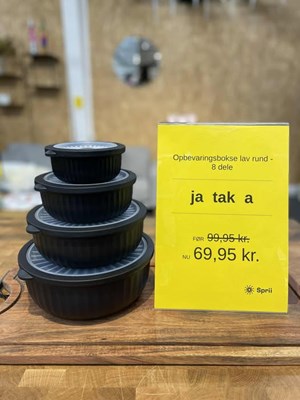 Opbevaringsbokse lav rund -
8 dele
ja tak a
FØR 99,95 kr.
NU 69,95 kr.
Sprii